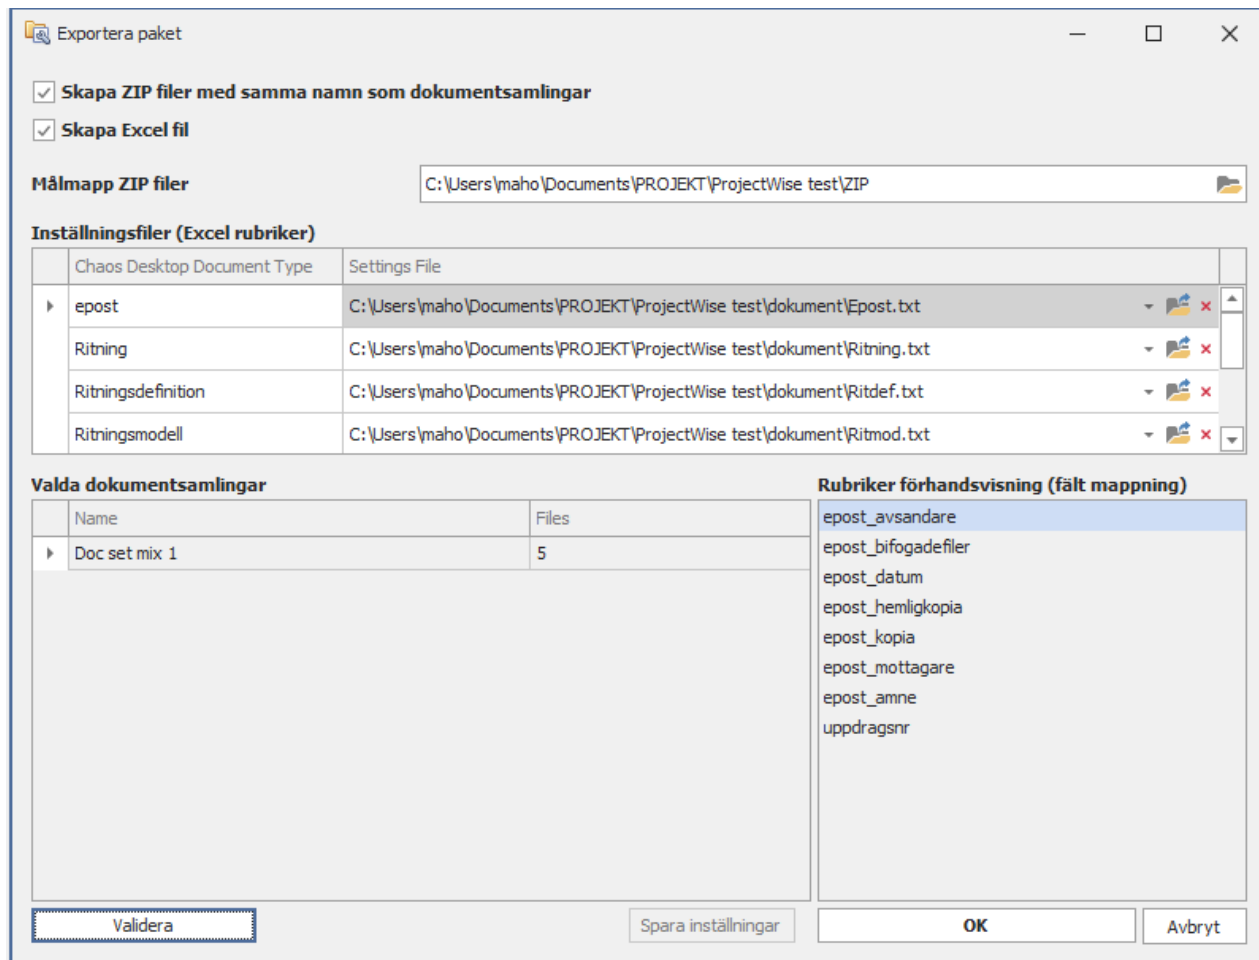 Exportera paket
Skapa ZIP filer med samma namn som dokumentsamlingar
Skapa Excel fil
Målmapp ZIP filer C:\Users\maho\Documents\PROJEKT\ProjectWise test\ZIP
Inställningsfiler (Excel rubriker)
Chaos Desktop Document Type Settings File
epost C:\Users\maho\Documents\PROJEKT\ProjectWise test\dokument\Epost.txt
Ritning C:\Users\maho\Documents\PROJEKT\ProjectWise test\dokument\Ritning.txt
Ritningsdefinition C:\Users\maho\Documents\PROJEKT\ProjectWise test\dokument\Ritdef.txt
Ritningsmodell C:\Users\maho\Documents\PROJEKT\ProjectWise test\dokument\Ritmod.txt
Valda dokumentsamlingar
Name Files
Doc set mix 1 5
Rubriker förhandsvisning (fält mappning)
epost_avsandare
epost_bifogadefiler
epost_datum
epost_hemligkopia
epost_kopia
epost_mottagare
epost_amne
uppdragsnr
Validera Spara inställningar OK Avbryt